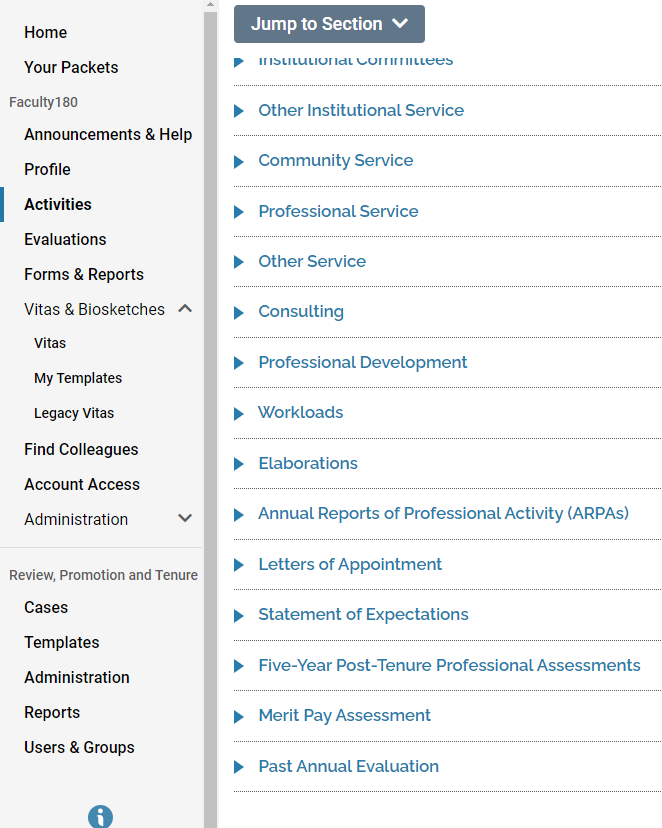 Home
Your Packets
Faculty180
Announcements & Help
Profile
Activities
Evaluations
Forms & Reports
Vitas & Biosketches
Vitas
My Templates
Legacy Vitas
Find Colleagues
Account Access
Administration
Review, Promotion and Tenure
Cases
Templates
Administration
Reports
Users & Groups
Jump to Section
Institutional Committees
Other Institutional Service
Community Service
Professional Service
Other Service
Consulting
Professional Development
Workloads
Elaborations
Annual Reports of Professional Activity (ARPAs)
Letters of Appointment
Statement of Expectations
Five-Year Post-Tenure Professional Assessments
Merit Pay Assessment
Past Annual Evaluation